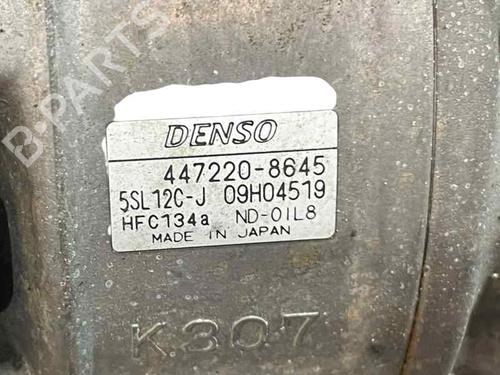 B-PARTS
DENSO
447220-8645
5SL12C-J 09H04519
HFC134a ND-OIL8
MADE IN JAPAN
K307